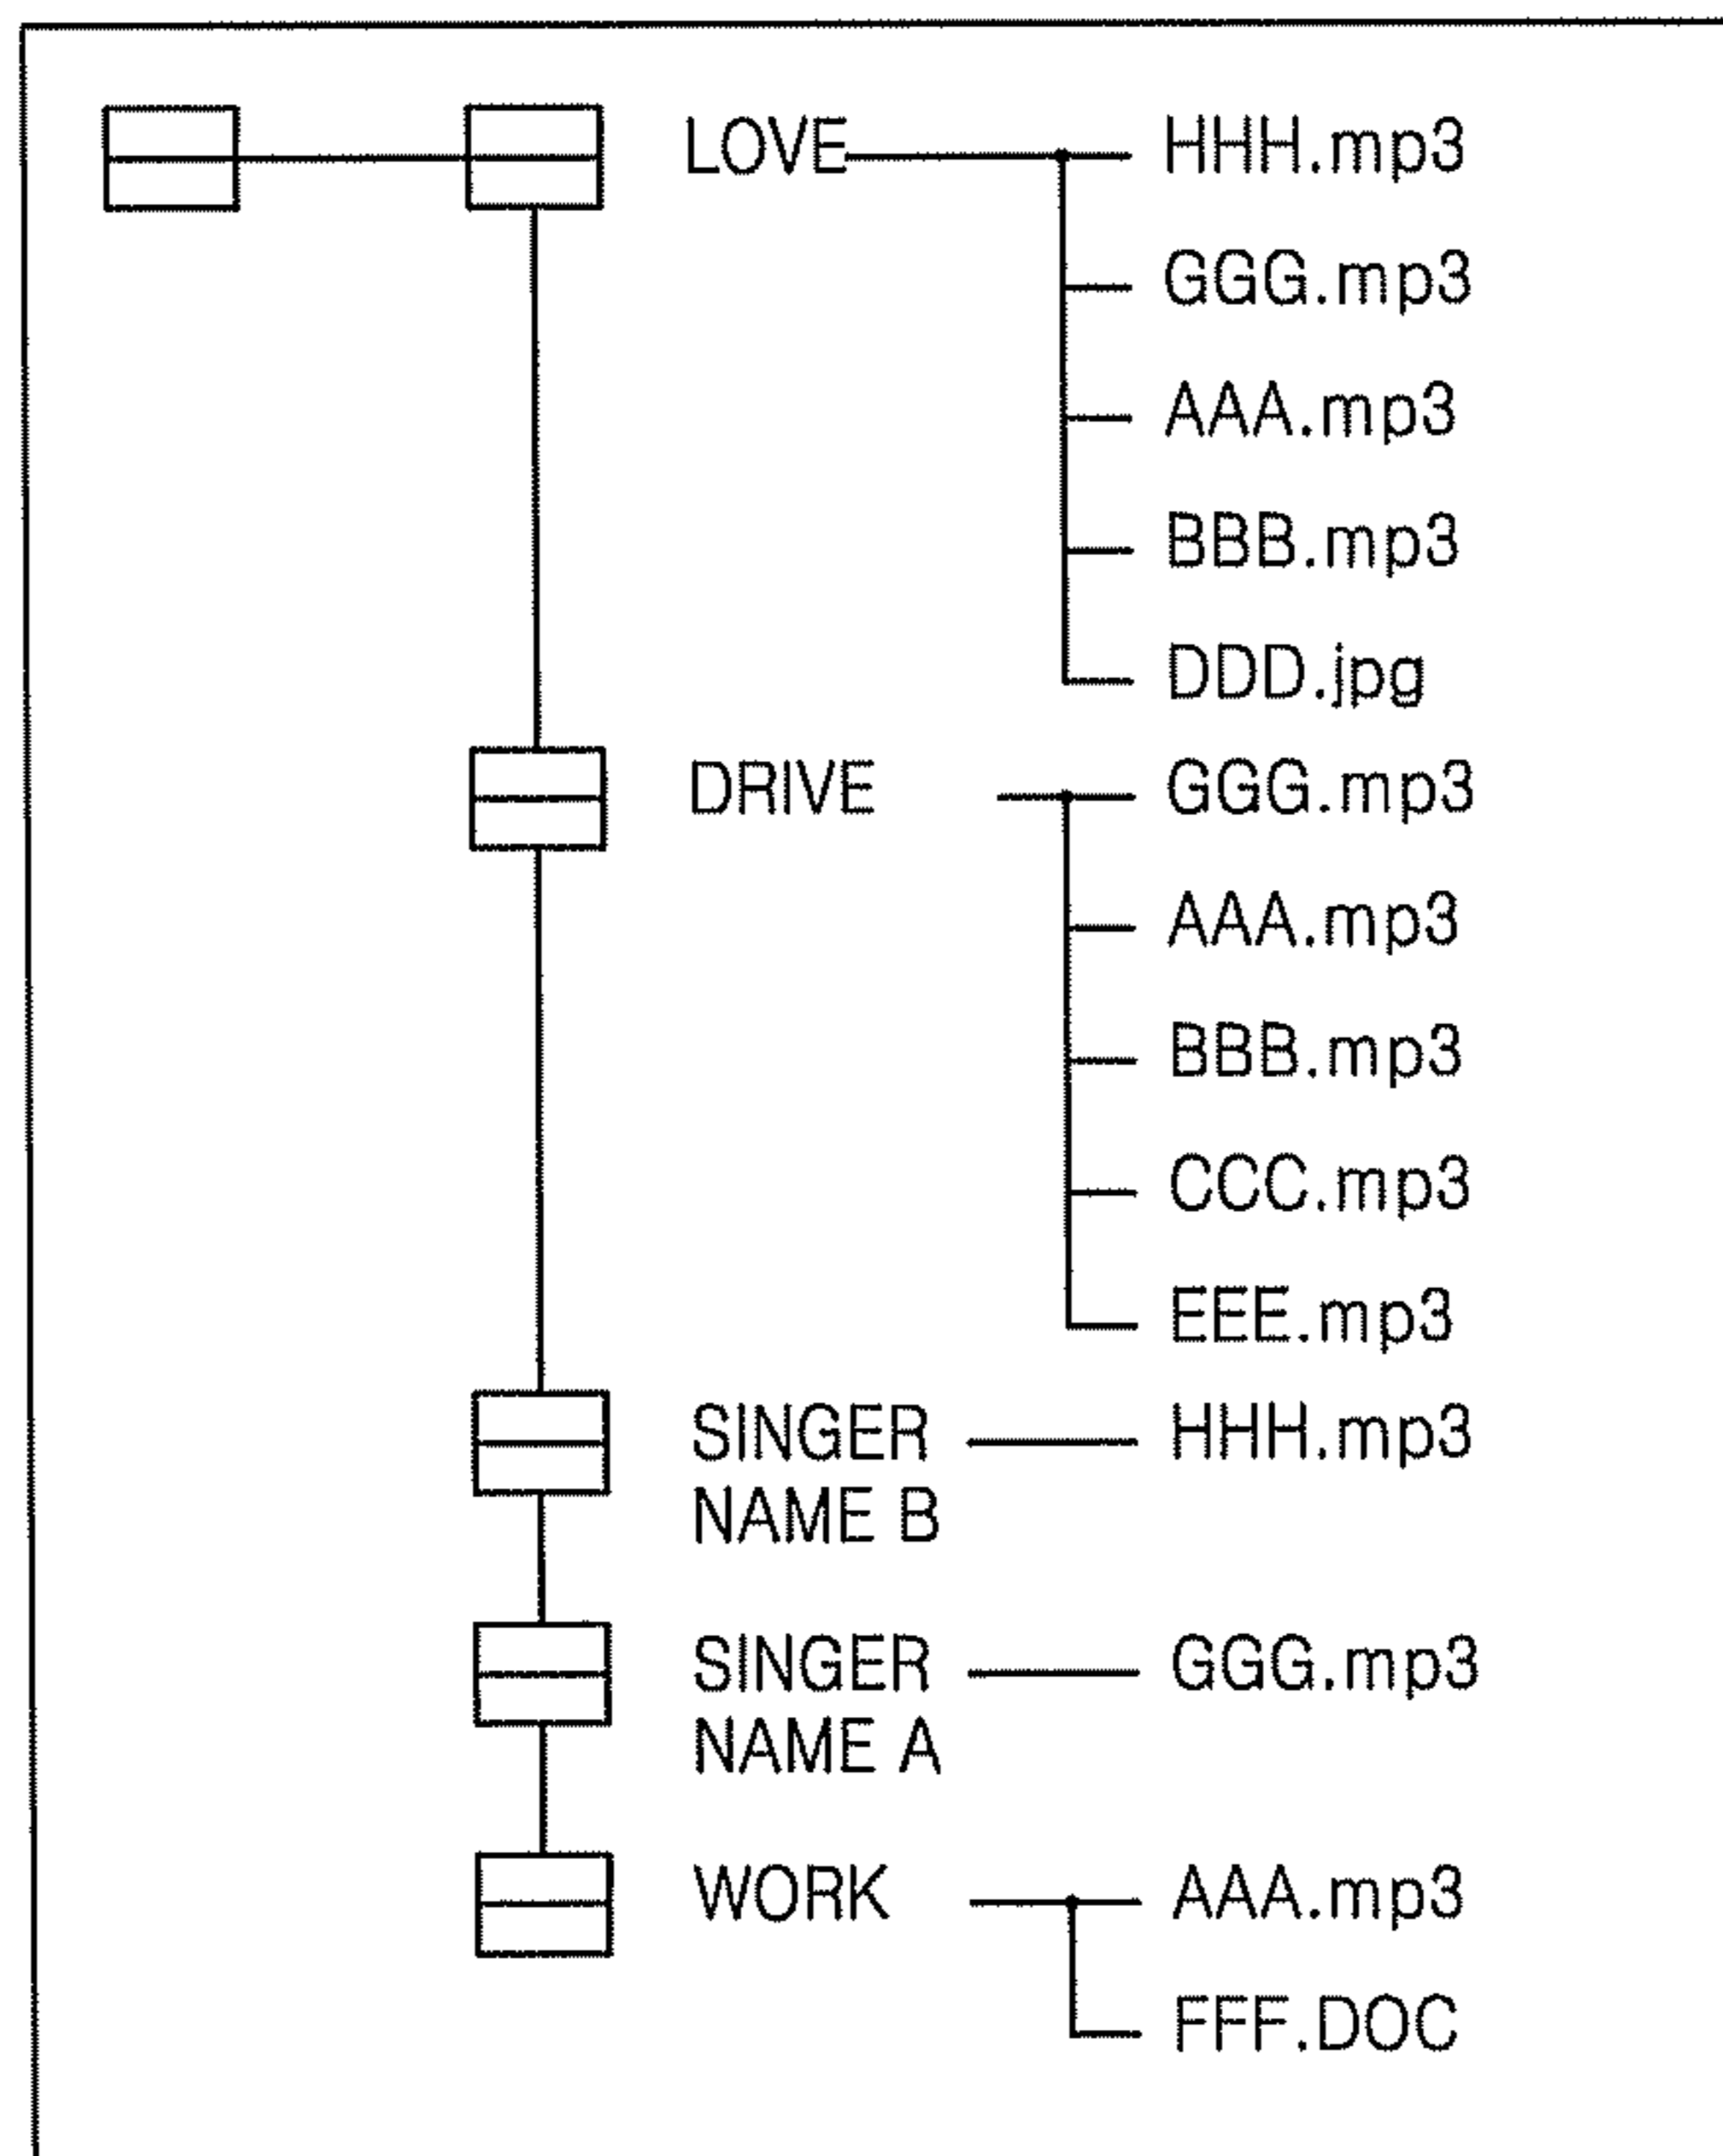 LOVE HHH.mp3
GGG.mp3
AAA.mp3
BBB.mp3
DDD.jpg
DRIVE GGG.mp3
AAA.mp3
BBB.mp3
CCC.mp3
EEE.mp3
SINGER HHH.mp3
NAME B
SINGER GGG.mp3
NAME A
WORK AAA.mp3
FFF.DOC